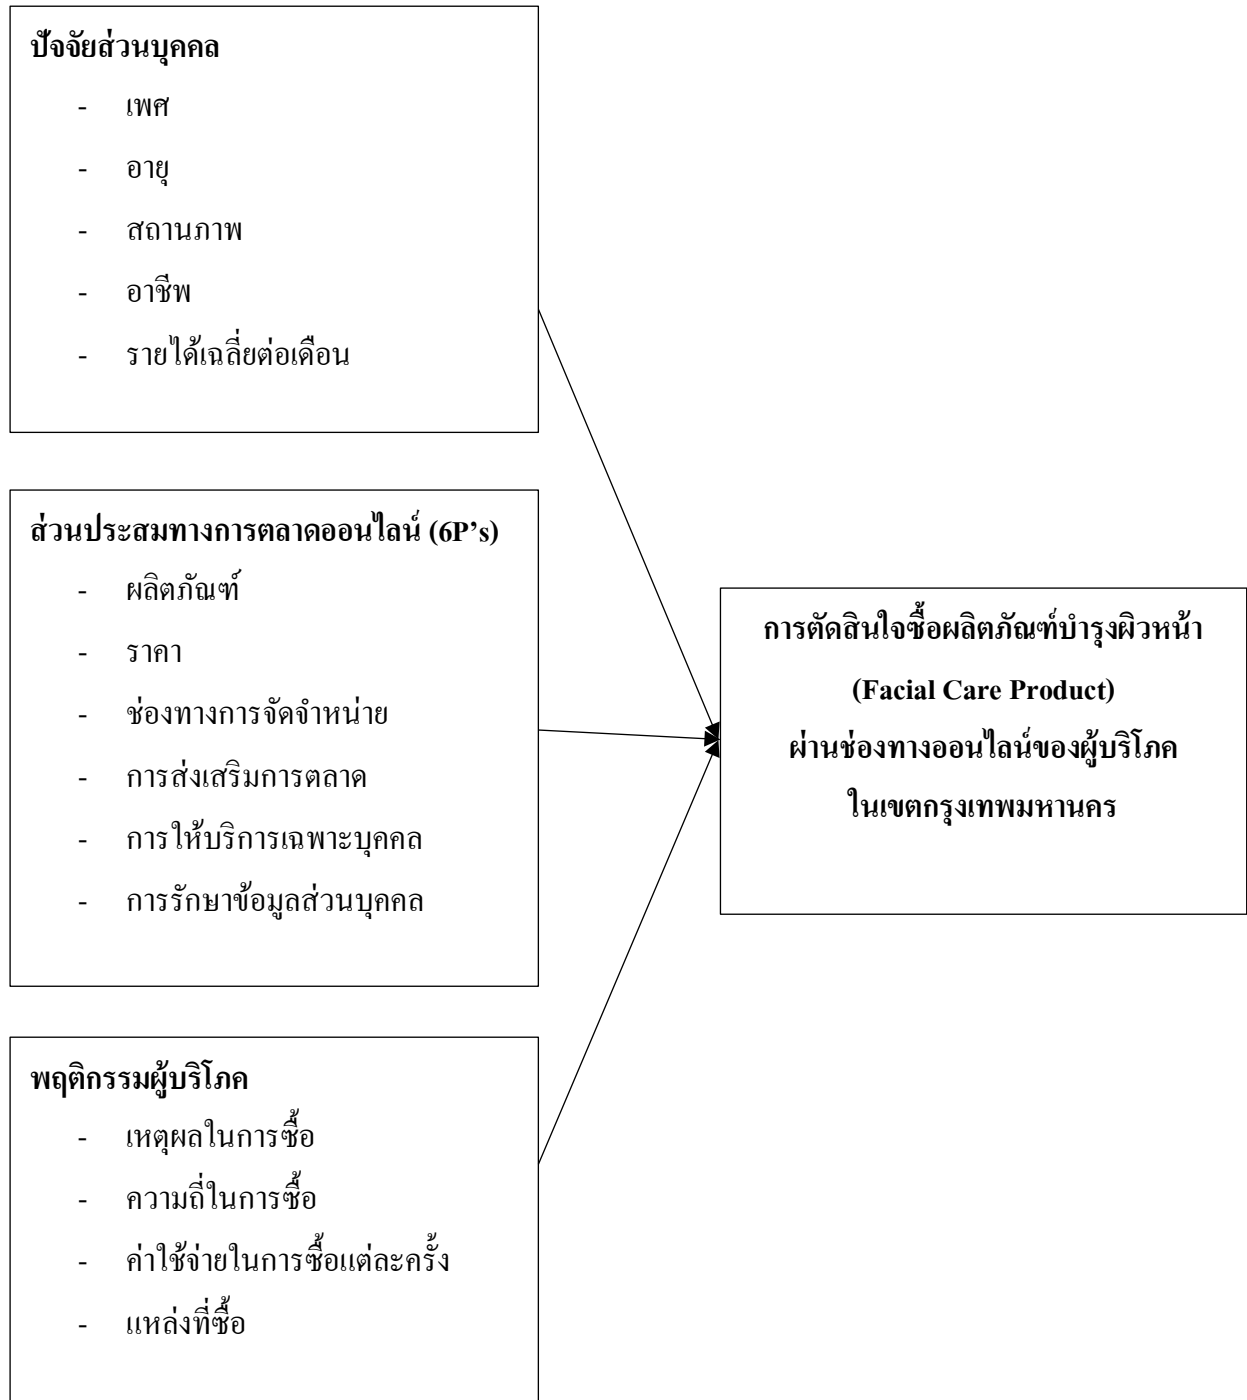 ปัจจัยส่วนบุคคล
- เพศ
- อายุ
- สถานภาพ
- อาชีพ
- รายได้เฉลี่ยต่อเดือน
ส่วนประสมทางการตลาดออนไลน์ (6P’s)
- ผลิตภัณฑ์
- ราคา
- ช่องทางการจัดจำหน่าย
- การส่งเสริมการตลาด
- การให้บริการเฉพาะบุคคล
- การรักษาข้อมูลส่วนบุคคล
พฤติกรรมผู้บริโภค
- เหตุผลในการซื้อ
- ความถี่ในการซื้อ
- ค่าใช้จ่ายในการซื้อแต่ละครั้ง
- แหล่งที่ซื้อ
การตัดสินใจซื้อผลิตภัณฑ์บำรุงผิวหน้า
(Facial Care Product)
ผ่านช่องทางออนไลน์ของผู้บริโภค
ในเขตกรุงเทพมหานคร